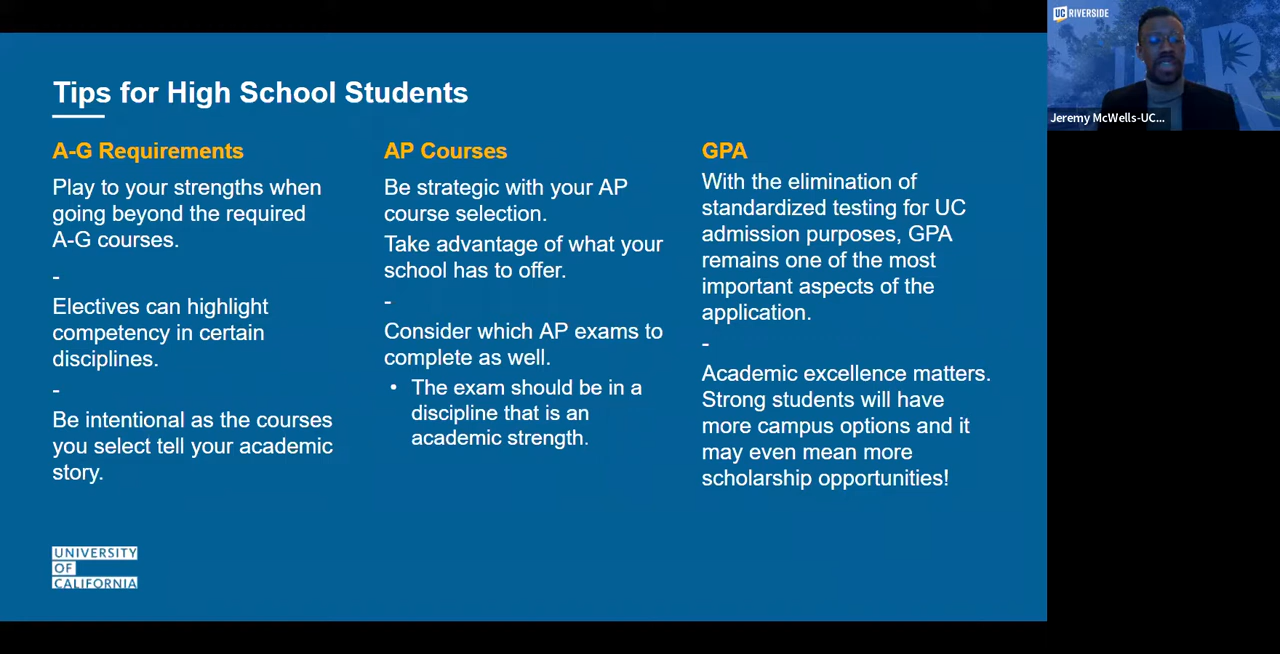 Tips for High School Students
A-G Requirements
Play to your strengths when
going beyond the required
A-G courses.
-
Electives can highlight
competency in certain
disciplines.
-
Be intentional as the courses
you select tell your academic
story.
AP Courses
Be strategic with your AP
course selection.
Take advantage of what your
school has to offer.
-
Consider which AP exams to
complete as well.
• The exam should be in a
discipline that is an
academic strength.
GPA
With the elimination of
standardized testing for UC
admission purposes, GPA
remains one of the most
important aspects of the
application.
-
Academic excellence matters.
Strong students will have
more campus options and it
may even mean more
scholarship opportunities!
UNIVERSITY
OF
CALIFORNIA
UC RIVERSIDE
UCR
Jeremy McWells-UC...